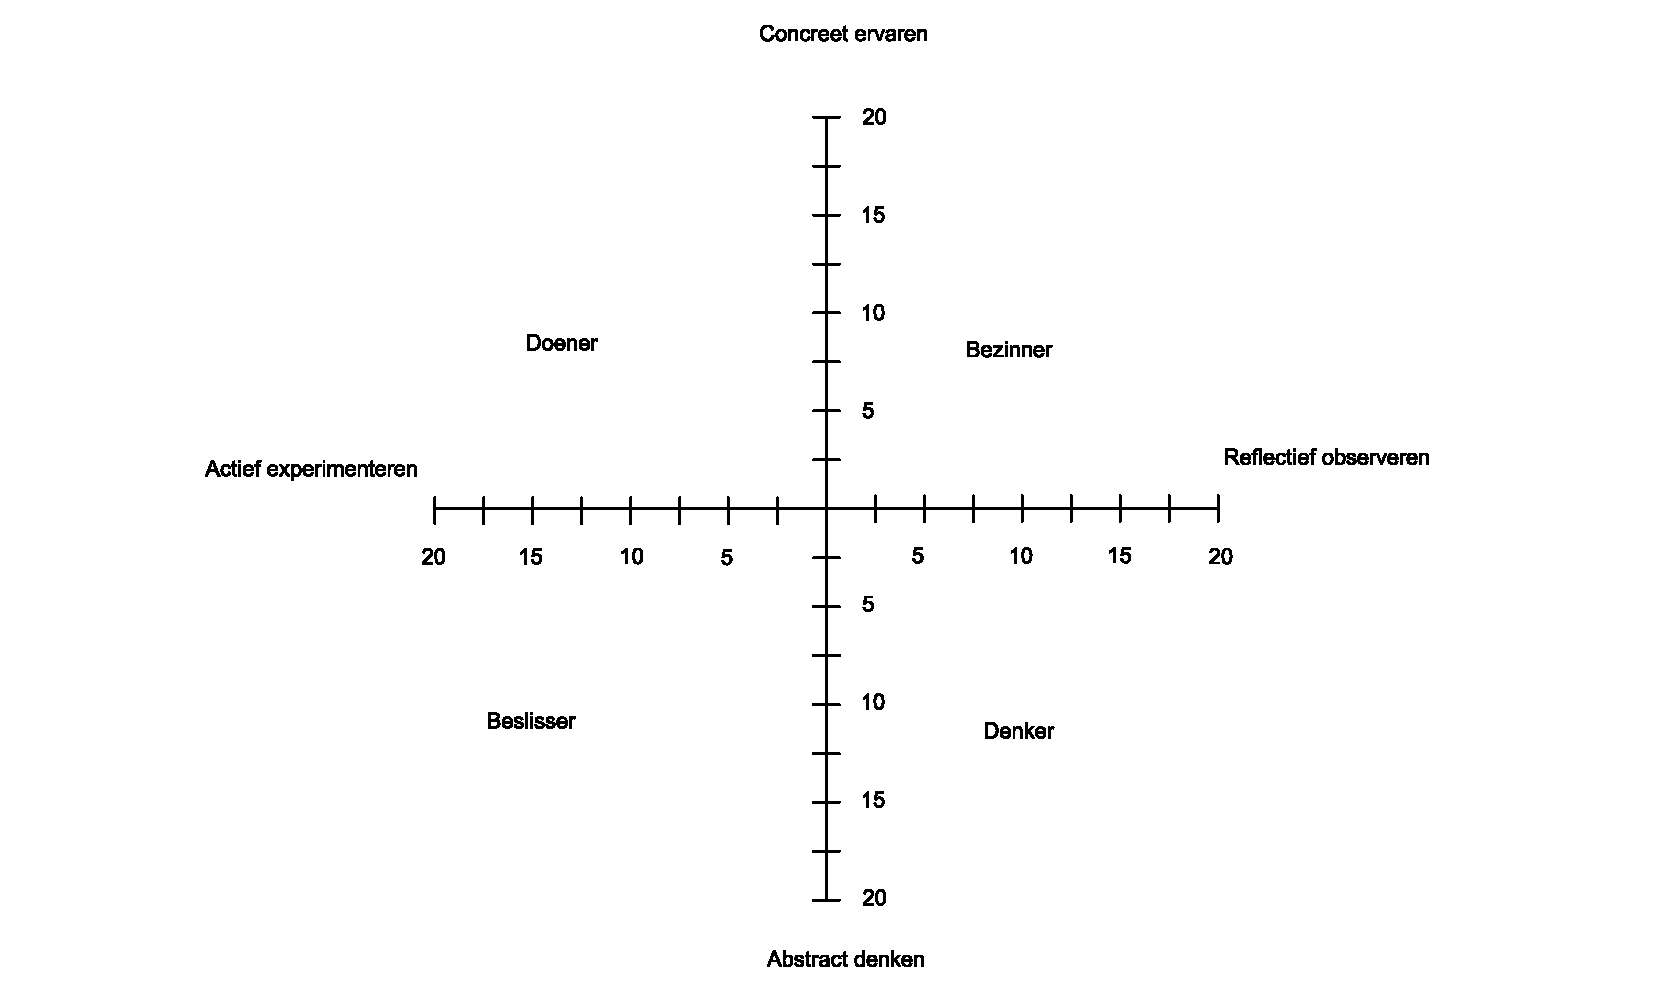 Concreet ervaren
20
15
10
Doener
Bezinner
5
Actief experimenteren
Reflectief observeren
20 15 10 5 5 10 15 20
5
10
Beslisser
Denker
15
20
Abstract denken